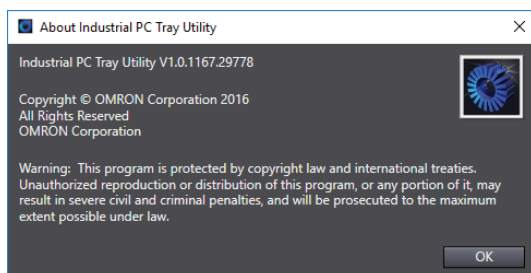 About Industrial PC Tray Utility
Industrial PC Tray Utility V1.0.1167.29778
Copyright © OMRON Corporation 2016
All Rights Reserved
OMRON Corporation
Warning: This program is protected by copyright law and international treaties.
Unauthorized reproduction or distribution of this program, or any portion of it, may
result in severe civil and criminal penalties, and will be prosecuted to the maximum
extent possible under law.
OK